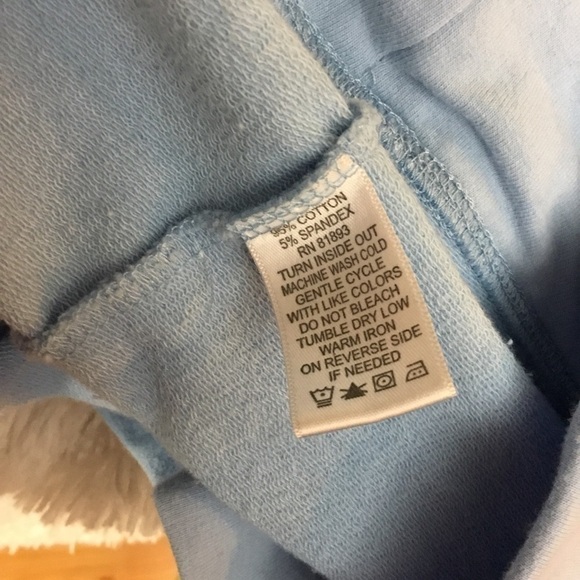 95% COTTON
5% SPANDEX
RN 81893
TURN INSIDE OUT
MACHINE WASH COLD
GENTLE CYCLE
WITH LIKE COLORS
DO NOT BLEACH
TUMBLE DRY LOW
WARM IRON
ON REVERSE SIDE
IF NEEDED